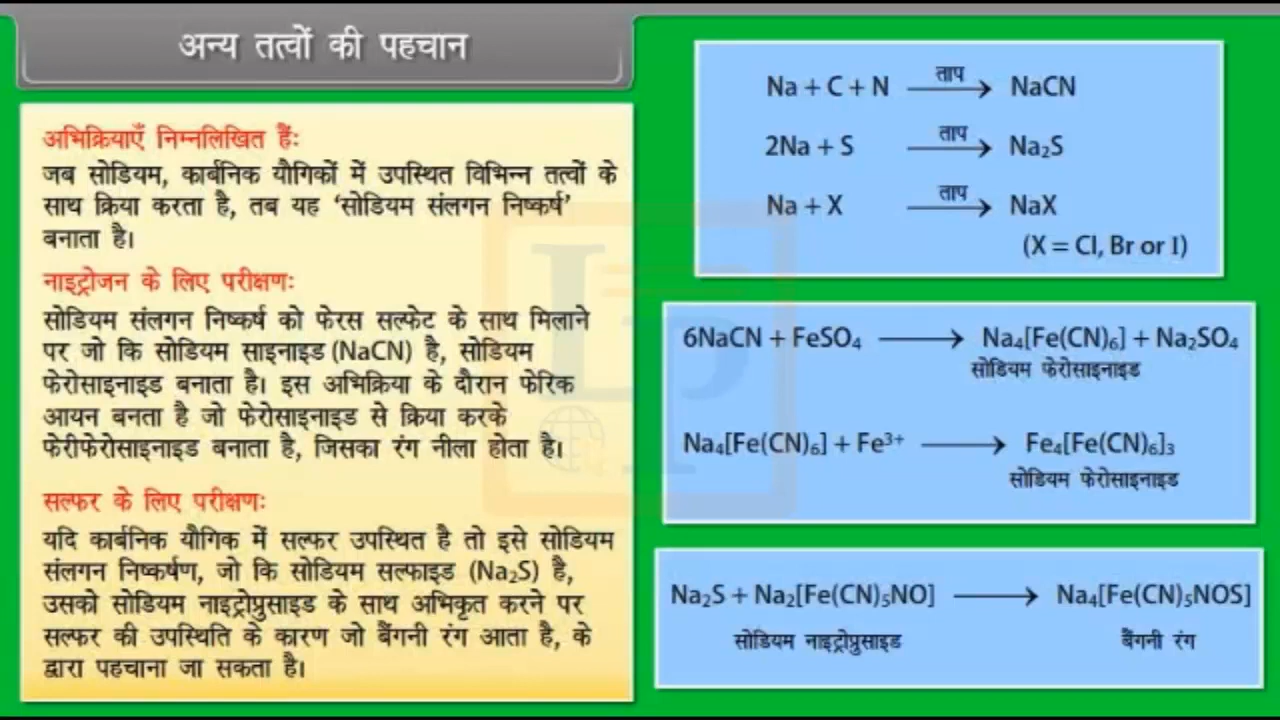 अन्य तत्वों की पहचान
अभिक्रियाएँ निम्नलिखित हैंः
जब सोडियम, कार्बनिक यौगिकों में उपस्थित विभिन्न तत्वों के
साथ क्रिया करता है, तब यह ‘सोडियम संलगन निष्कर्ष’
बनाता है।
नाइट्रोजन के लिए परीक्षणः
सोडियम संलगन निष्कर्ष को फेरस सल्फेट के साथ मिलाने
पर जो कि सोडियम साइनाइड (NaCN) है, सोडियम
फेरोसाइनाइड बनाता है। इस अभिक्रिया के दौरान फेरिक
आयन बनता है जो फेरोसाइनाइड से क्रिया करके
फेरीफेरोसाइनाइड बनाता है, जिसका रंग नीला होता है।
सल्फर के लिए परीक्षणः
यदि कार्बनिक यौगिक में सल्फर उपस्थित है तो इसे सोडियम
संलगन निष्कर्षण, जो कि सोडियम सल्फाइड (Na₂S) है,
उसको सोडियम नाइट्रोप्रुसाइड के साथ अभिकृत करने पर
सल्फर की उपस्थिति के कारण जो बैंगनी रंग आता है, के
द्वारा पहचाना जा सकता है।
Na + C + N ताप ⟶ NaCN
2Na + S ताप ⟶ Na₂S
Na + X ताप ⟶ NaX
(X = Cl, Br or I)
6NaCN + FeSO₄ ⟶ Na₄[Fe(CN)₆] + Na₂SO₄
सोडियम फेरोसाइनाइड
Na₄[Fe(CN)₆] + Fe³⁺ ⟶ Fe₄[Fe(CN)₆]₃
सोडियम फेरोसाइनाइड
Na₂S + Na₂[Fe(CN)₅NO] ⟶ Na₄[Fe(CN)₅NOS]
सोडियम नाइट्रोप्रुसाइड बैंगनी रंग